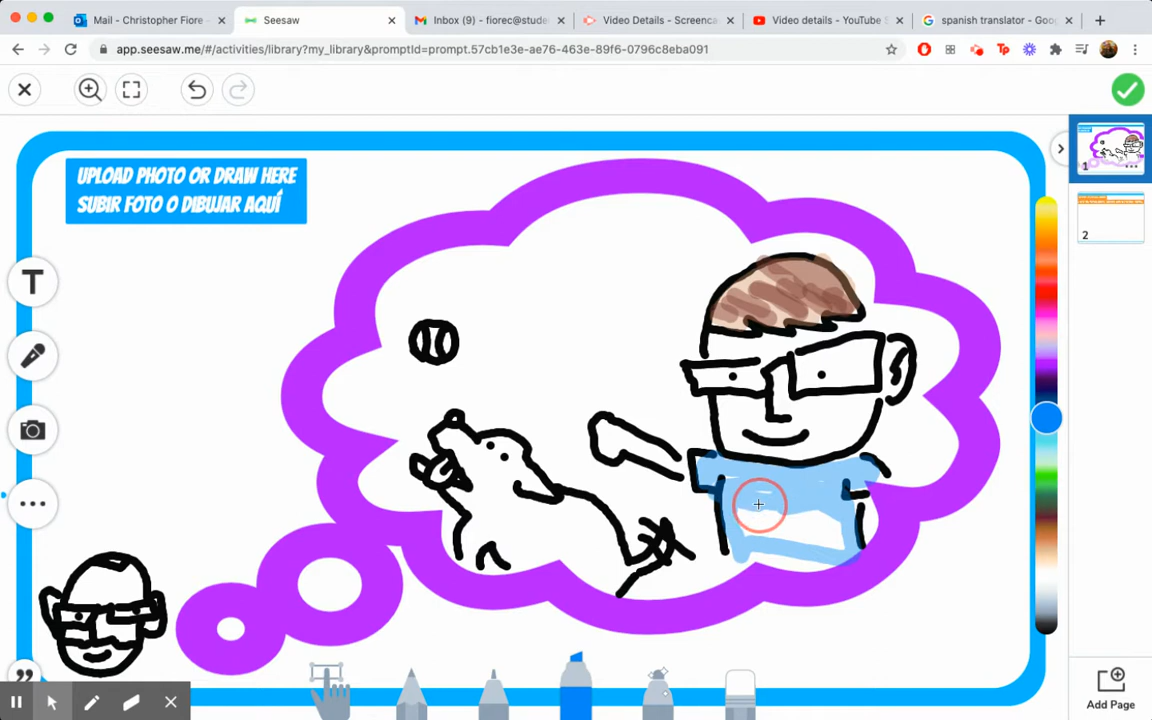 Mail - Christopher Fiore
Seesaw
Inbox (9) - fiorec@stude
Video Details - Screenca
Video details - YouTube S
spanish translator - Goo
app.seesaw.me/#/activities/library?my_library&promptId=prompt.57cb1e3e-ae76-463e-89f6-0796c8eba091
UPLOAD PHOTO OR DRAW HERE
SUBIR FOTO O DIBUJAR AQUÍ
T
1
2
Add Page